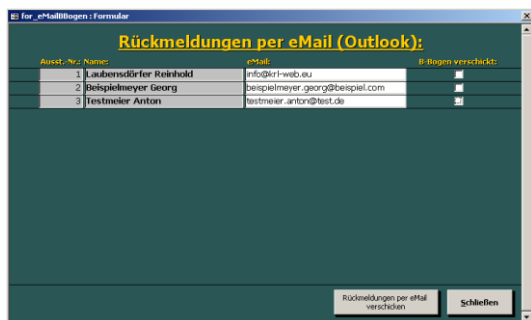 for_eMailBBogen : Formular
Rückmeldungen per eMail (Outlook):
Ausst.-Nr.: Name: eMail: B-Bogen verschickt:
1 Laubensdörfer Reinhold info@krl-web.eu
2 Beispielmeyer Georg beispielmeyer.georg@beispiel.com
3 Testmeier Anton testmeier.anton@test.de
Rückmeldungen per eMail
verschicken
Schließen